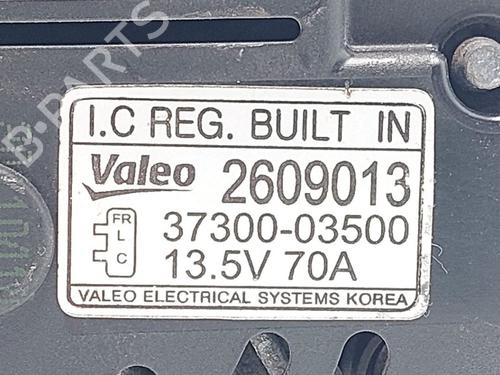 I.C REG. BUILT IN
Valeo 2609013
FR
L
C
37300-03500
13.5V 70A
VALEO ELECTRICAL SYSTEMS KOREA
B-PARTS